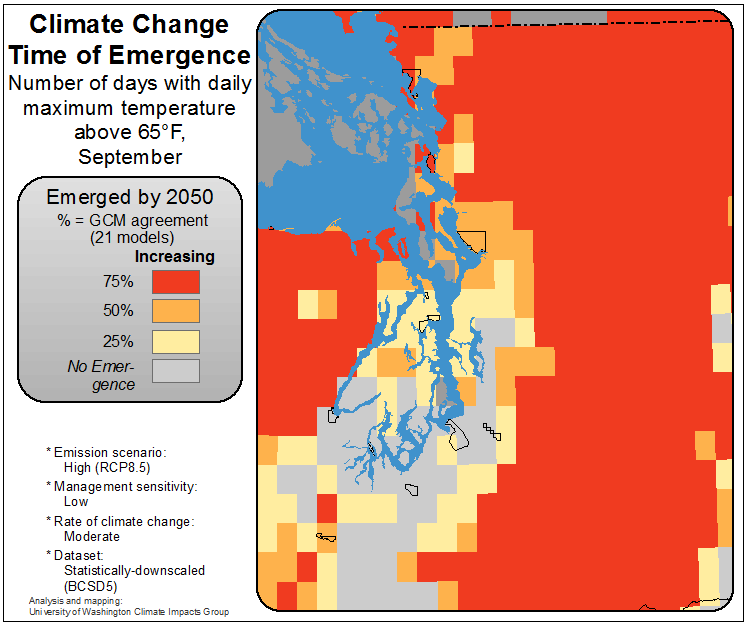 Climate Change
Time of Emergence
Number of days with daily
maximum temperature
above 65°F,
September
Emerged by 2050
% = GCM agreement
(21 models)
Increasing
75%
50%
25%
No Emer-
gence
* Emission scenario:
High (RCP8.5)
* Management sensitivity:
Low
* Rate of climate change:
Moderate
* Dataset:
Statistically-downscaled
(BCSD5)
Analysis and mapping:
University of Washington Climate Impacts Group